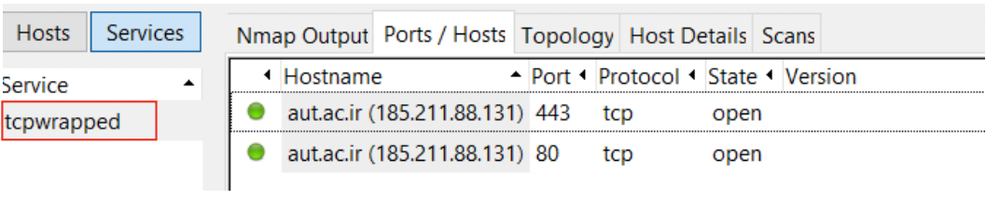 Hosts Services
Nmap Output Ports / Hosts Topology Host Details Scans
Service
Hostname Port Protocol State Version
tcpwrapped
aut.ac.ir (185.211.88.131) 443 tcp open
aut.ac.ir (185.211.88.131) 80 tcp open